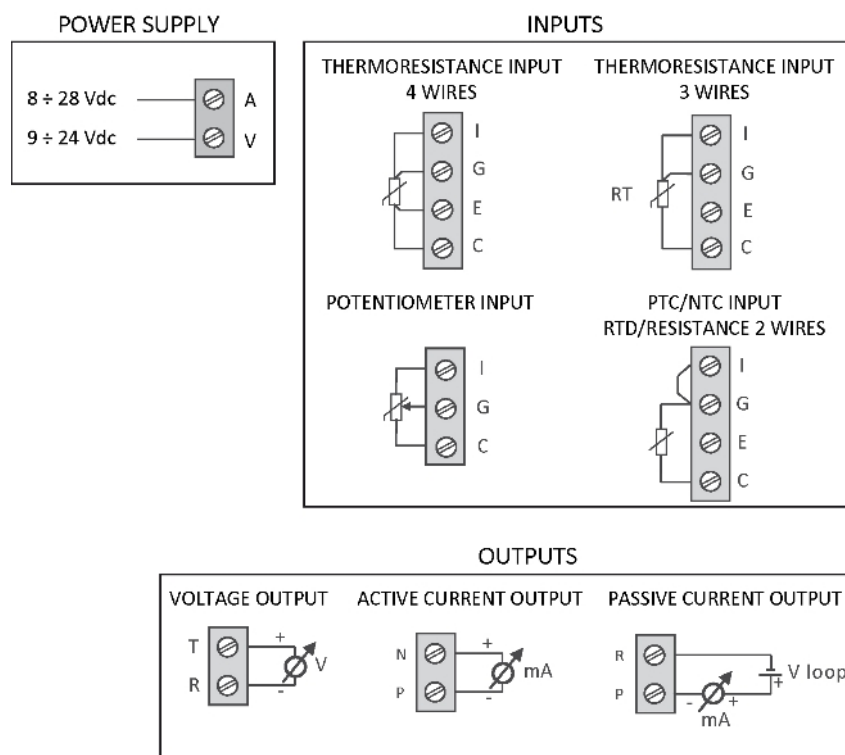 POWER SUPPLY
8 ÷ 28 Vdc
A
9 ÷ 24 Vdc
V
INPUTS
THERMORESISTANCE INPUT
4 WIRES
I
G
E
C
THERMORESISTANCE INPUT
3 WIRES
RT
I
G
E
C
POTENTIOMETER INPUT
I
G
C
PTC/NTC INPUT
RTD/RESISTANCE 2 WIRES
I
G
E
C
OUTPUTS
VOLTAGE OUTPUT
T
+
V
R
-
ACTIVE CURRENT OUTPUT
N
+
mA
P
-
PASSIVE CURRENT OUTPUT
R
V loop
+
P
- +
mA